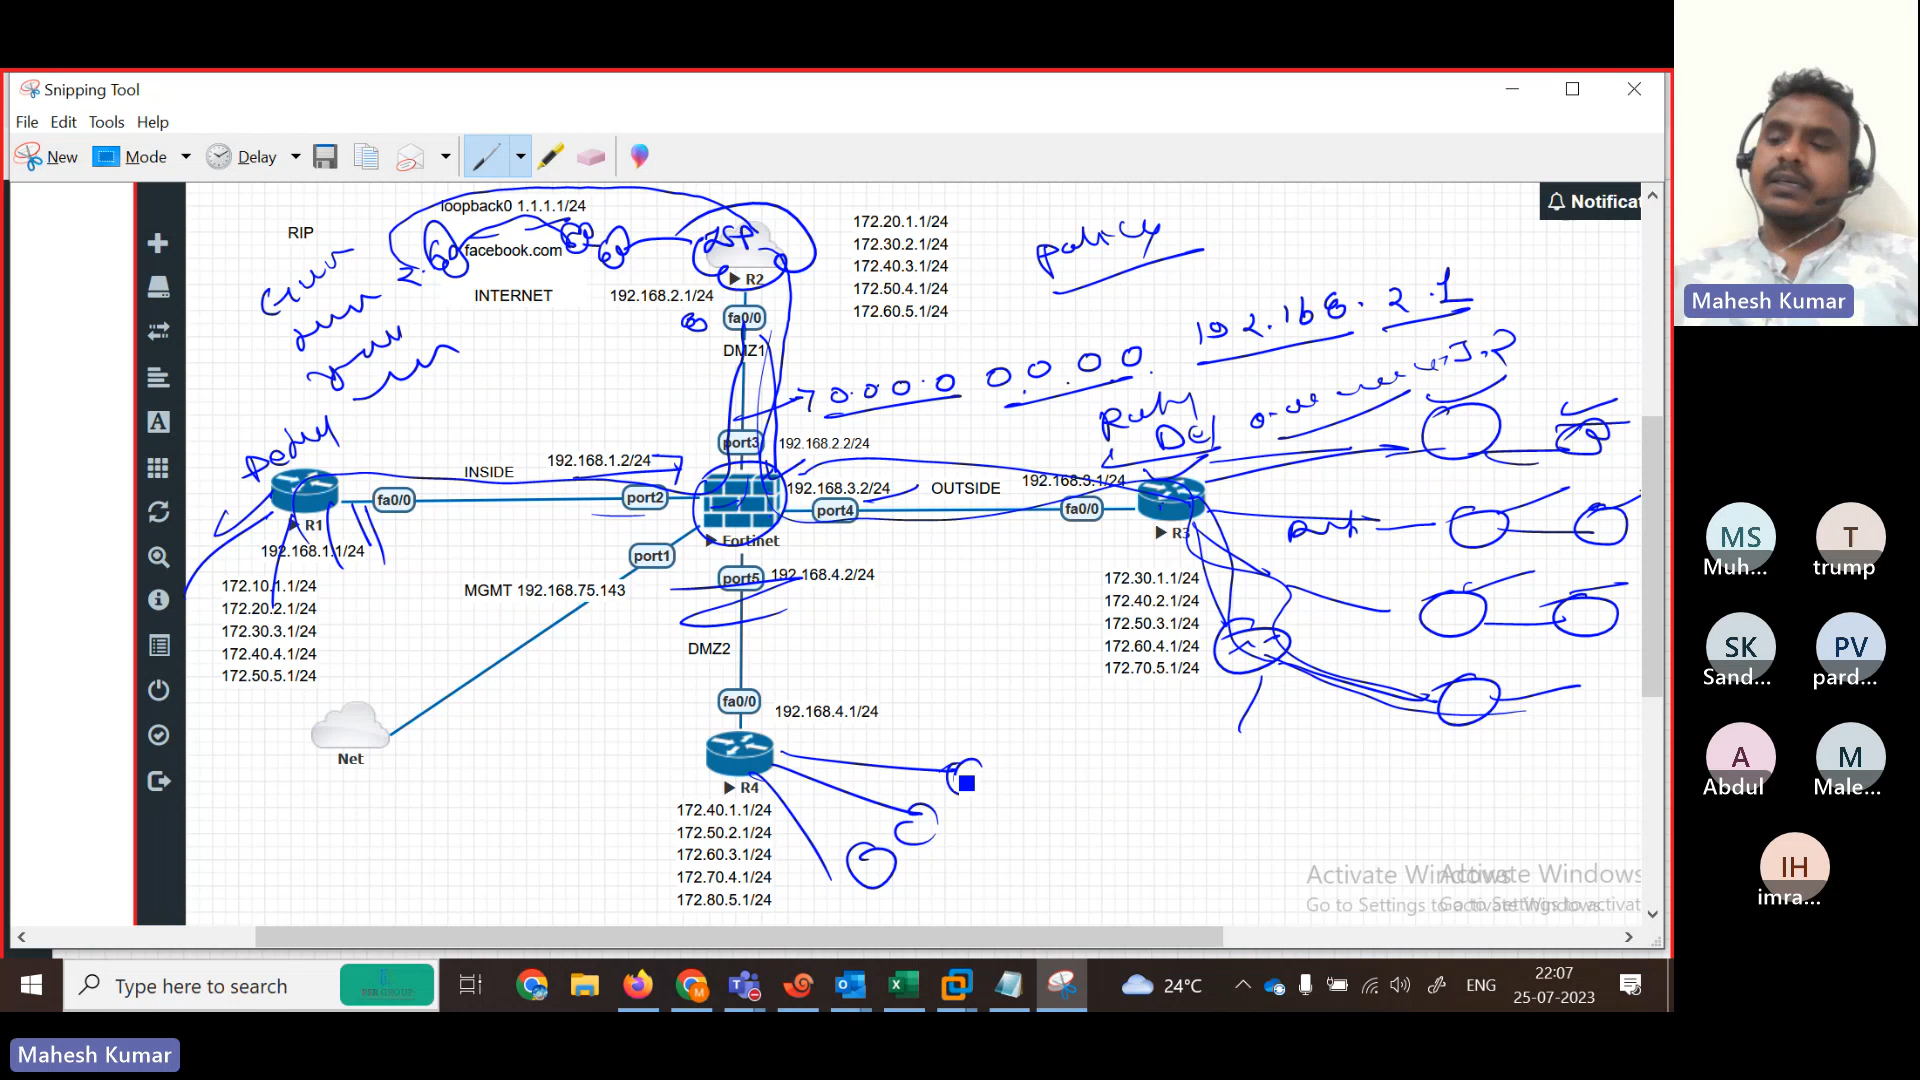 Snipping Tool
File Edit Tools Help
New Mode Delay
Notificat
loopback0 1.1.1.1/24
RIP
facebook.com
ISP
R2
INTERNET
192.168.2.1/24
fa0/0
DMZ1
172.20.1.1/24
172.30.2.1/24
172.40.3.1/24
172.50.4.1/24
172.60.5.1/24
policy
192.168.2.1
0.0.0.0 0.0.0.0
port3
192.168.2.2/24
INSIDE
192.168.1.2/24
fa0/0
port2
R1
192.168.1.1/24
172.10.1.1/24
172.20.2.1/24
172.30.3.1/24
172.40.4.1/24
172.50.5.1/24
Fortinet
192.168.3.2/24
port4
OUTSIDE
192.168.3.1/24
fa0/0
R3
172.30.1.1/24
172.40.2.1/24
172.50.3.1/24
172.60.4.1/24
172.70.5.1/24
port1
MGMT 192.168.75.143
port5
192.168.4.2/24
DMZ2
fa0/0
192.168.4.1/24
Net
R4
172.40.1.1/24
172.50.2.1/24
172.60.3.1/24
172.70.4.1/24
172.80.5.1/24
Activate Windows
Go to Settings to activat
Type here to search
24°C
ENG
22:07
25-07-2023
Mahesh Kumar
MS
Muh...
T
trump
SK
Sand...
PV
pard...
A
Abdul
M
Male...
IH
imra...
Mahesh Kumar